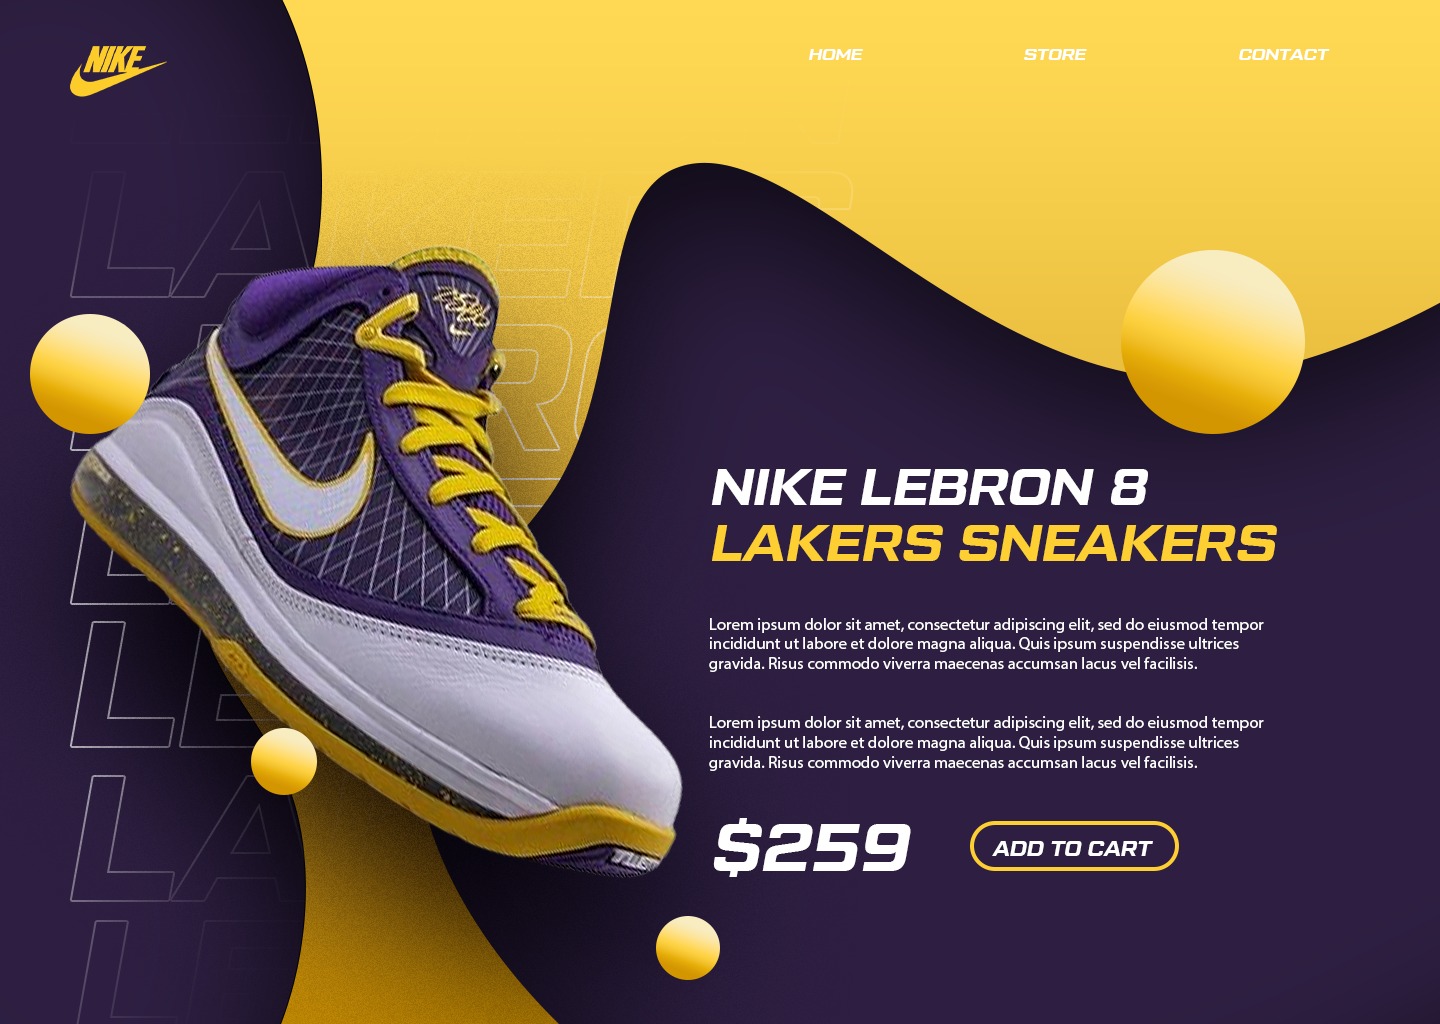 NIKE
HOME
STORE
CONTACT
LAKERS
NIKE LEBRON 8
LAKERS SNEAKERS
Lorem ipsum dolor sit amet, consectetur adipiscing elit, sed do eiusmod tempor
incididunt ut labore et dolore magna aliqua. Quis ipsum suspendisse ultrices
gravida. Risus commodo viverra maecenas accumsan lacus vel facilisis.
Lorem ipsum dolor sit amet, consectetur adipiscing elit, sed do eiusmod tempor
incididunt ut labore et dolore magna aliqua. Quis ipsum suspendisse ultrices
gravida. Risus commodo viverra maecenas accumsan lacus vel facilisis.
$259
ADD TO CART